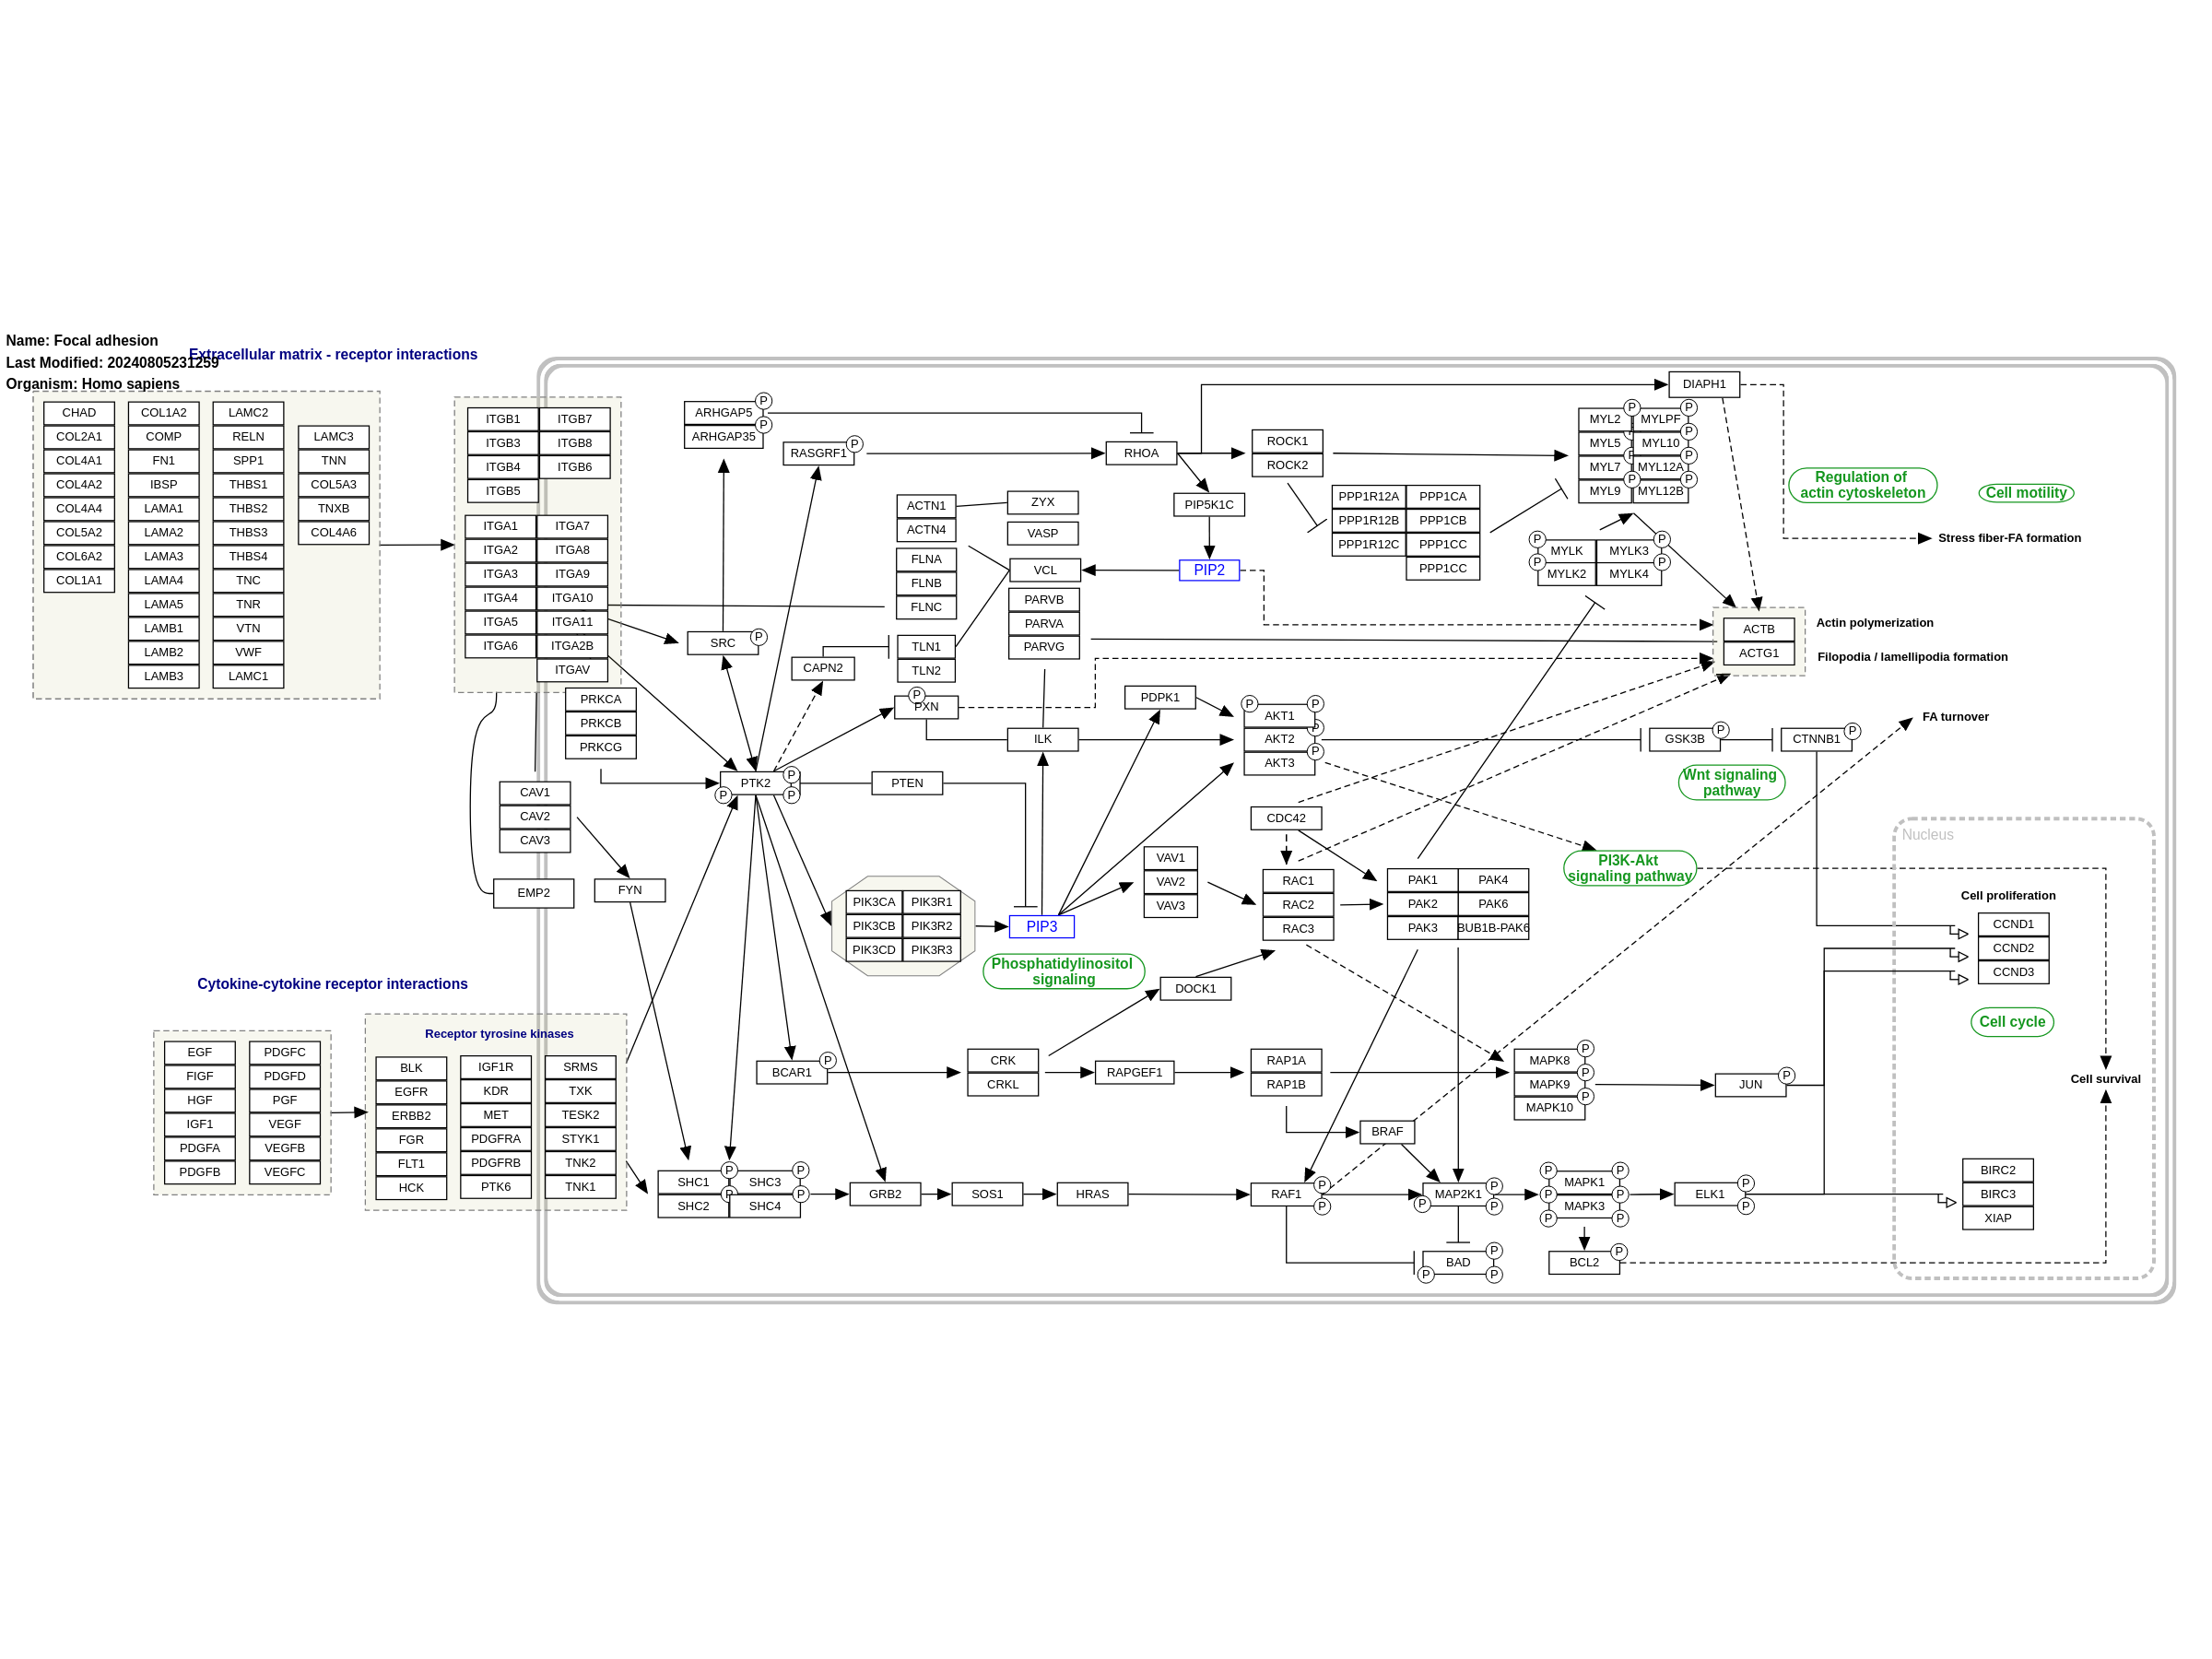 Name: Focal adhesion
Last Modified: 20240805231259
Organism: Homo sapiens
Extracellular matrix - receptor interactions
CHAD
COL2A1
COL4A1
COL4A2
COL4A4
COL5A2
COL6A2
COL1A1
COL1A2
COMP
FN1
IBSP
LAMA1
LAMA2
LAMA3
LAMA4
LAMA5
LAMB1
LAMB2
LAMB3
LAMC2
RELN
SPP1
THBS1
THBS2
THBS3
THBS4
TNC
TNR
VTN
VWF
LAMC1
LAMC3
TNN
COL5A3
TNXB
COL4A6
ITGB1
ITGB3
ITGB4
ITGB5
ITGB7
ITGB8
ITGB6
ITGA1
ITGA2
ITGA3
ITGA4
ITGA5
ITGA6
ITGA7
ITGA8
ITGA9
ITGA10
ITGA11
ITGA2B
ITGAV
PRKCA
PRKCB
PRKCG
CAV1
CAV2
CAV3
EMP2
FYN
ARHGAP5
P
ARHGAP35
P
RASGRF1
P
SRC
P
CAPN2
PTK2
P
P
P
PTEN
ACTN1
ACTN4
FLNA
FLNB
FLNC
TLN1
TLN2
PXN
P
ZYX
VASP
VCL
PARVB
PARVA
PARVG
ILK
RHOA
PIP5K1C
PIP2
ROCK1
ROCK2
PPP1R12A
PPP1R12B
PPP1R12C
PPP1CA
PPP1CB
PPP1CC
PPP1CC
DIAPH1
MYL2
MYL5
MYL7
MYL9
P
P
P
P
MYLPF
MYL10
MYL12A
MYL12B
P
P
P
P
MYLK
MYLK2
MYLK3
MYLK4
P
P
P
P
Regulation of
actin cytoskeleton
Cell motility
Stress fiber-FA formation
ACTB
ACTG1
Actin polymerization
Filopodia / lamellipodia formation
FA turnover
PDPK1
AKT1
AKT2
AKT3
P
P
P
P
GSK3B
P
CTNNB1
P
Wnt signaling
pathway
CDC42
VAV1
VAV2
VAV3
RAC1
RAC2
RAC3
PAK1
PAK2
PAK3
PAK4
PAK6
BUB1B-PAK6
PI3K-Akt
signaling pathway
Nucleus
Cell proliferation
CCND1
CCND2
CCND3
Cell cycle
Cell survival
PIK3CA
PIK3CB
PIK3CD
PIK3R1
PIK3R2
PIK3R3
PIP3
Phosphatidylinositol
signaling
DOCK1
Cytokine-cytokine receptor interactions
EGF
FIGF
HGF
IGF1
PDGFA
PDGFB
PDGFC
PDGFD
PGF
VEGF
VEGFB
VEGFC
Receptor tyrosine kinases
BLK
EGFR
ERBB2
FGR
FLT1
HCK
IGF1R
KDR
MET
PDGFRA
PDGFRB
PTK6
SRMS
TXK
TESK2
STYK1
TNK2
TNK1
BCAR1
P
CRK
CRKL
RAPGEF1
RAP1A
RAP1B
MAPK8
MAPK9
MAPK10
P
P
P
JUN
P
BRAF
SHC1
SHC2
P
P
SHC3
SHC4
P
P
GRB2
SOS1
HRAS
RAF1
P
P
MAP2K1
P
P
P
MAPK1
MAPK3
P
P
P
P
P
P
ELK1
P
P
BAD
P
P
P
BCL2
P
BIRC2
BIRC3
XIAP